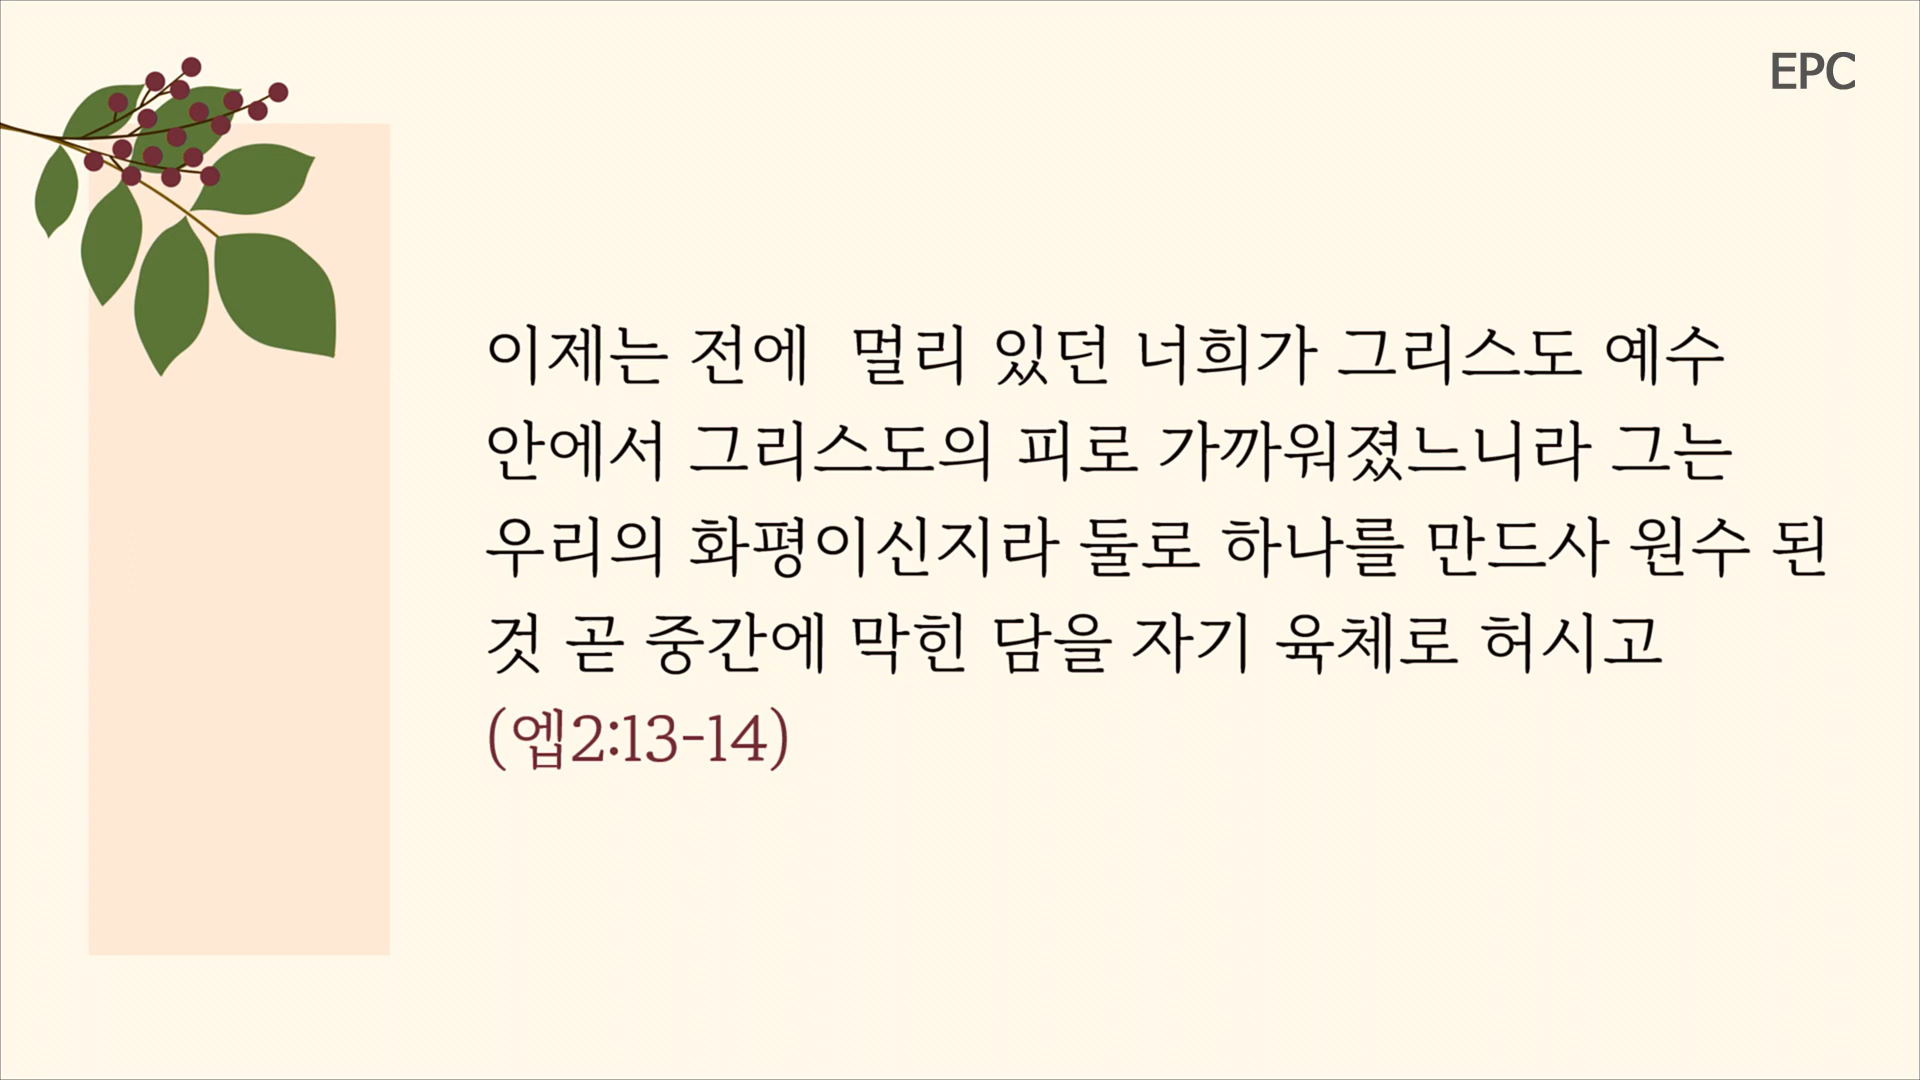 EPC
이제는 전에  멀리 있던 너희가 그리스도 예수
안에서 그리스도의 피로 가까워졌느니라 그는
우리의 화평이신지라 둘로 하나를 만드사 원수 된
것 곧 중간에 막힌 담을 자기 육체로 허시고
(엡2:13-14)